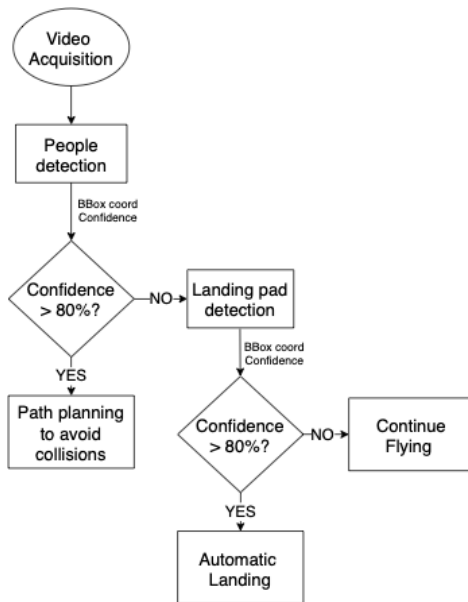 Video
Acquisition
People
detection
BBox coord
Confidence
Confidence
> 80%?
NO
Landing pad
detection
YES
BBox coord
Confidence
Path planning
to avoid
collisions
Confidence
> 80%?
NO
Continue
Flying
YES
Automatic
Landing